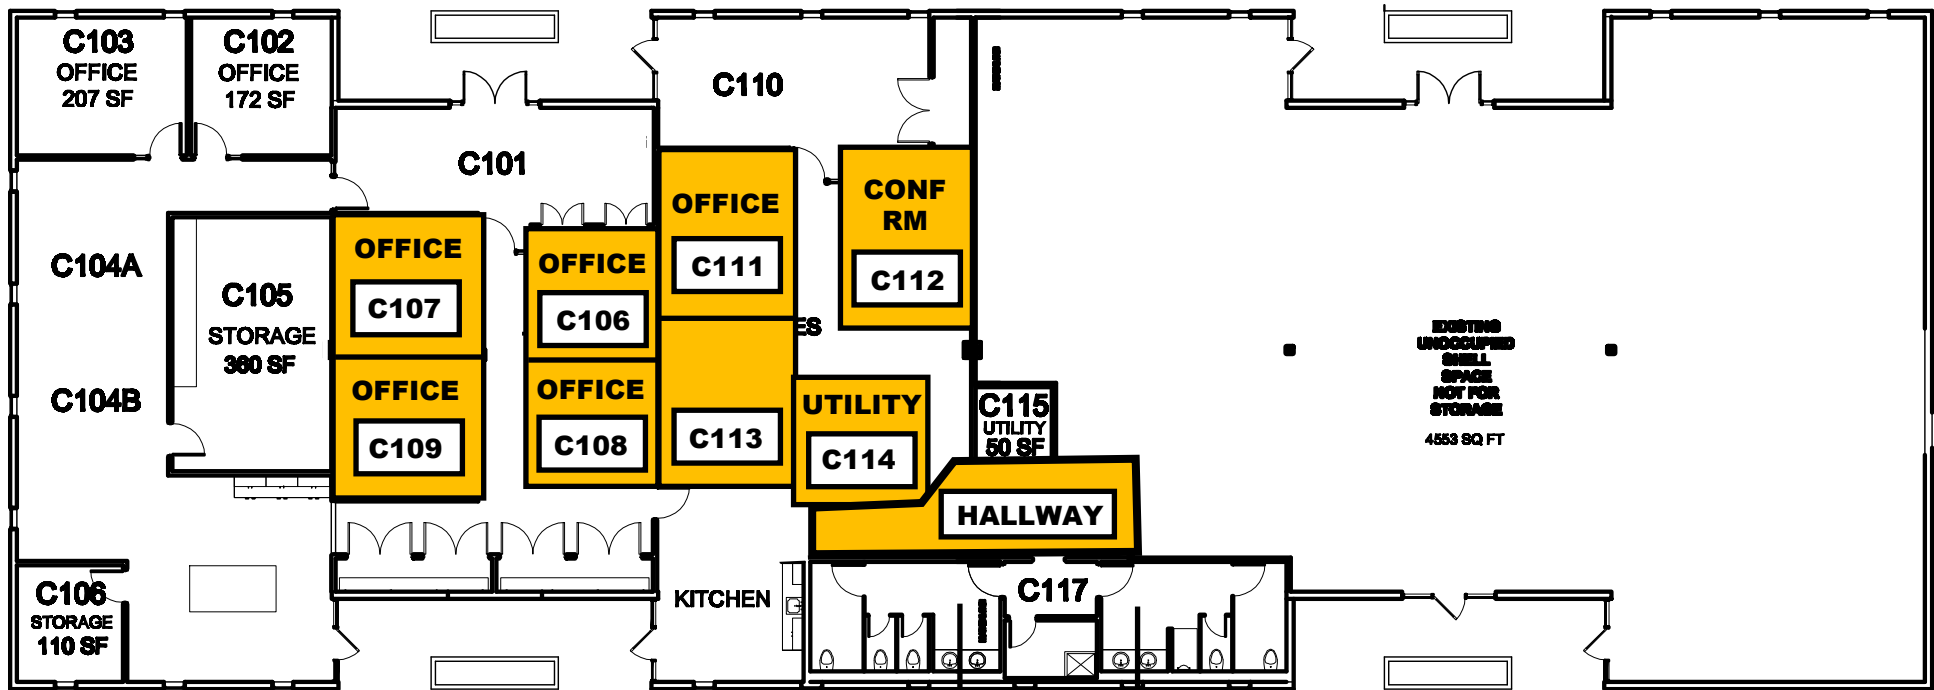 C103
OFFICE
207 SF
C102
OFFICE
172 SF
C110
C101
OFFICE
C111
CONF
RM
C112
C104A
C105
STORAGE
360 SF
OFFICE
C107
OFFICE
C106
ES
EXISTING
UNOCCUPIED
SHELL
SPACE
NOT FOR
STORAGE
4553 SQ FT
C104B
OFFICE
C109
OFFICE
C108
C113
UTILITY
C114
C115
UTILITY
50 SF
HALLWAY
C106
STORAGE
110 SF
KITCHEN
C117